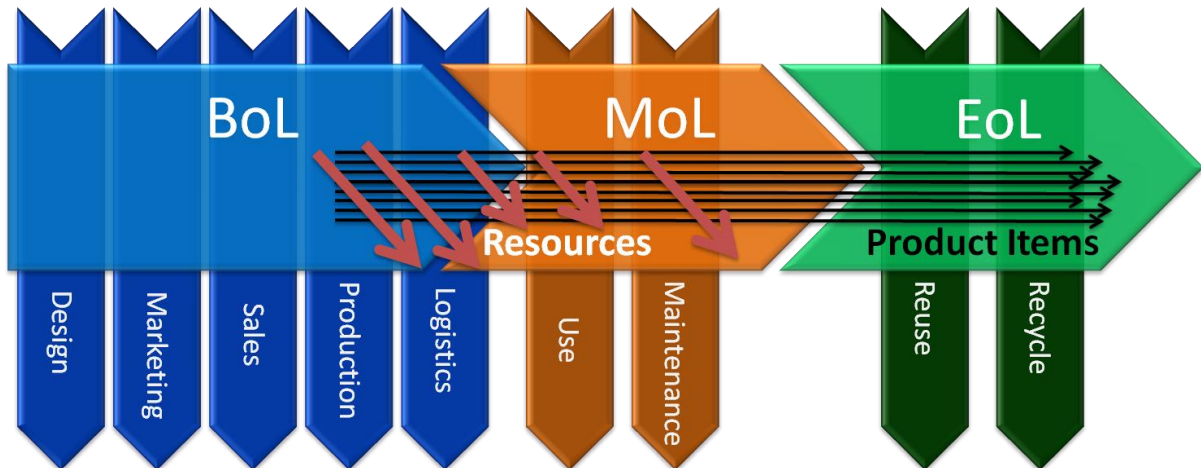 BoL
MoL
EoL
Resources
Product Items
Design
Marketing
Sales
Production
Logistics
Use
Maintenance
Reuse
Recycle